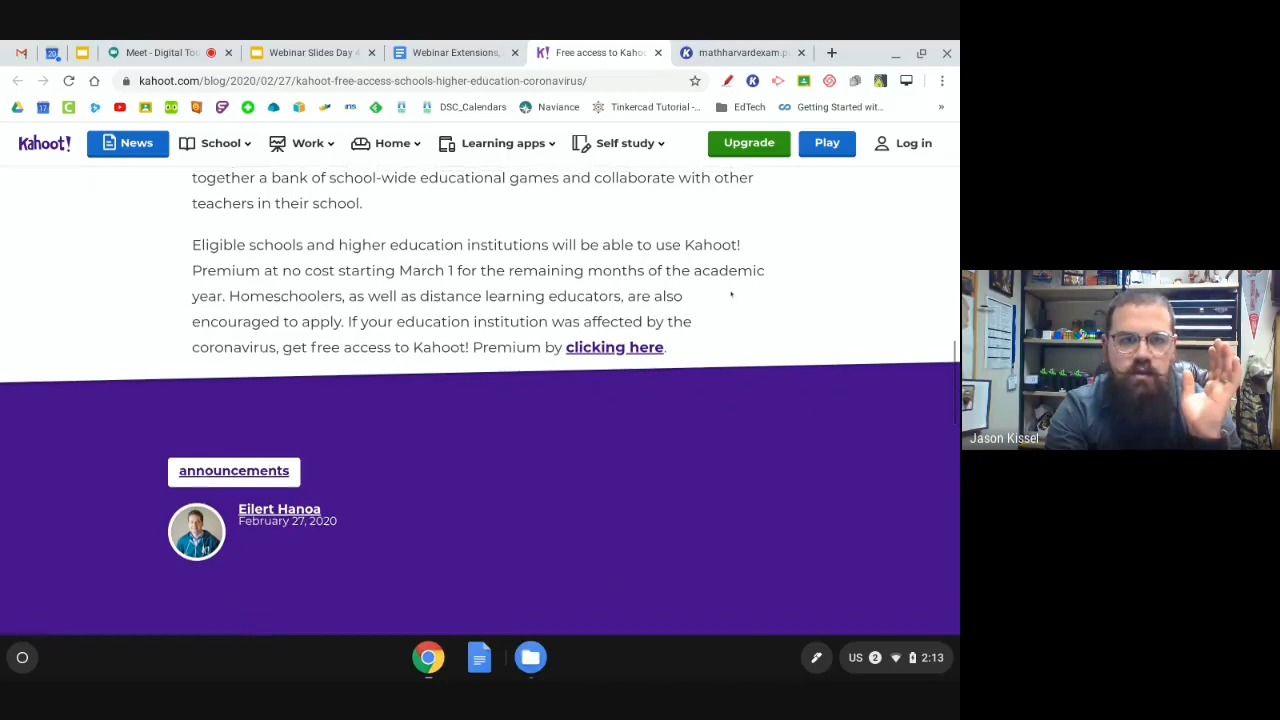 Meet - Digital Too
Webinar Slides Day 4
Webinar Extensions,
K! Free access to Kahoo
mathharvardexam.p
kahoot.com/blog/2020/02/27/kahoot-free-access-schools-higher-education-coronavirus/
DSC_Calendars
Naviance
Tinkercad Tutorial -...
EdTech
Getting Started wit...
»
Kahoot!
News
School
Work
Home
Learning apps
Self study
Upgrade
Play
Log in
together a bank of school-wide educational games and collaborate with other
teachers in their school.
Eligible schools and higher education institutions will be able to use Kahoot!
Premium at no cost starting March 1 for the remaining months of the academic
year. Homeschoolers, as well as distance learning educators, are also
encouraged to apply. If your education institution was affected by the
coronavirus, get free access to Kahoot! Premium by clicking here.
announcements
Eilert Hanoa
February 27, 2020
Jason Kissel
US 2 2:13